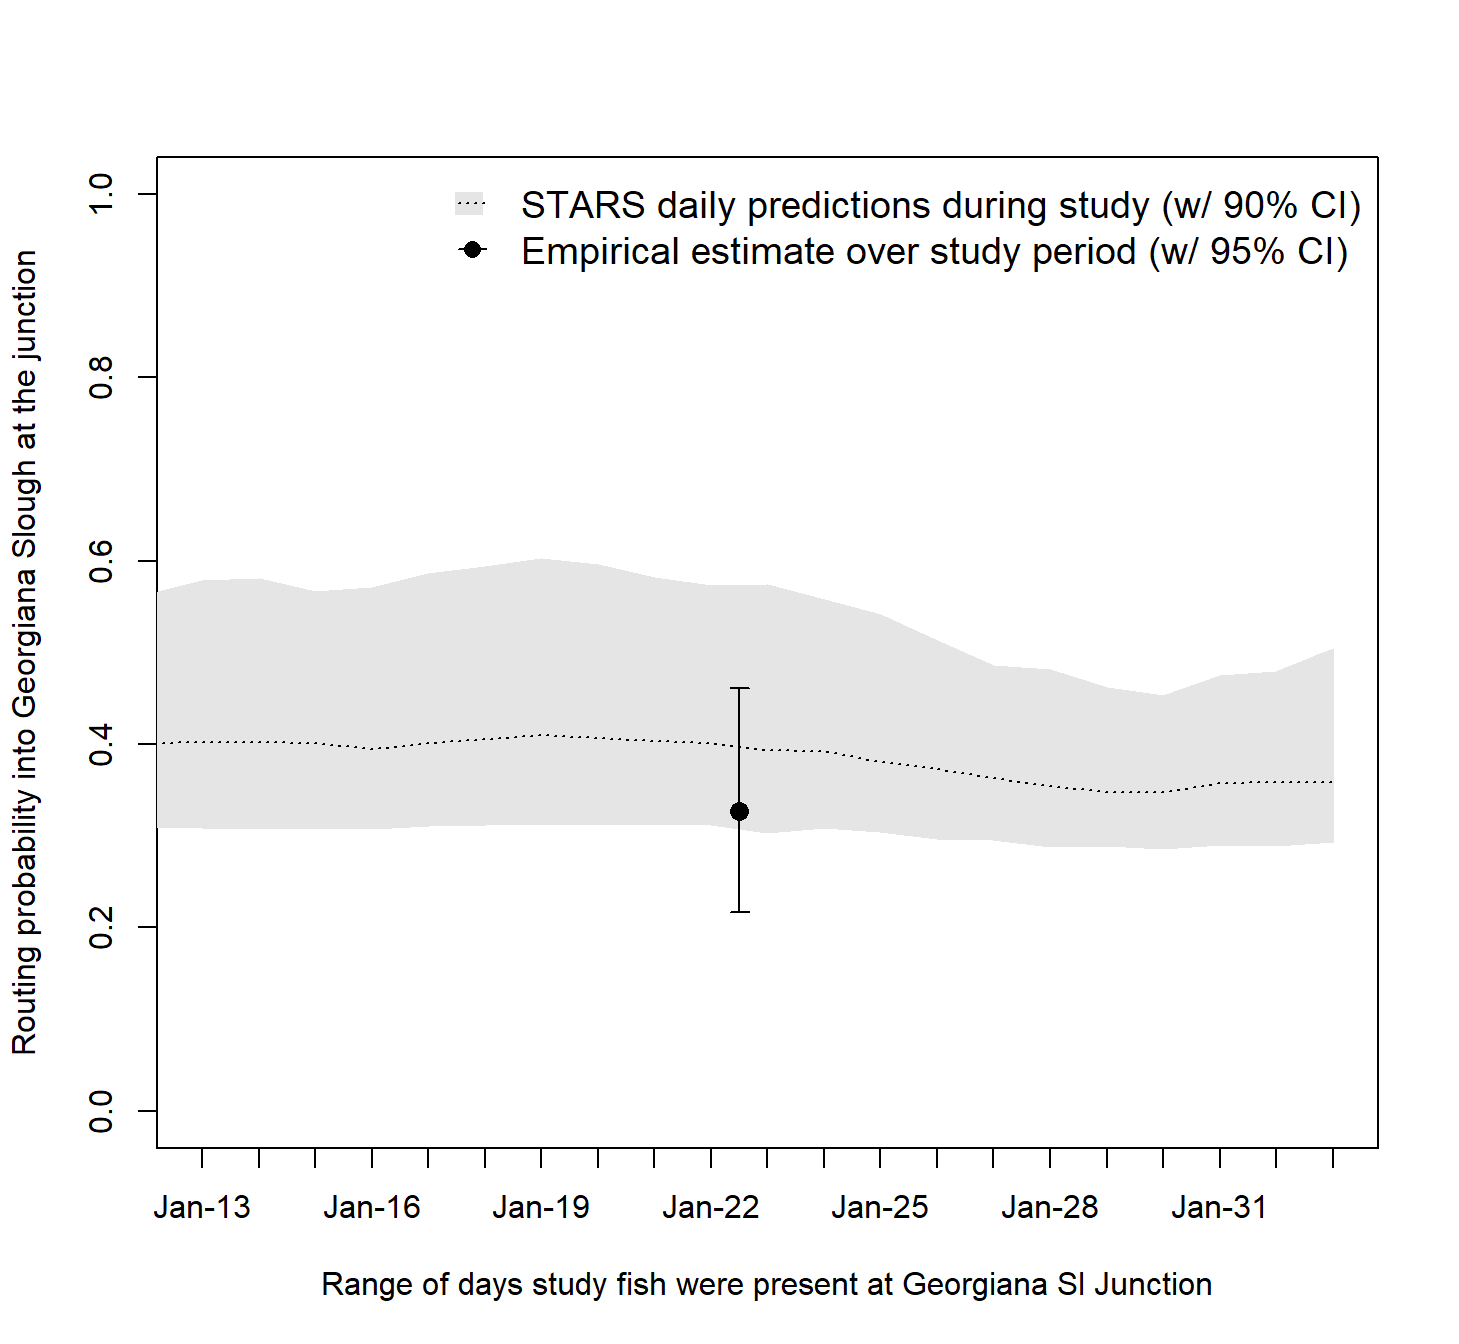 STARS daily predictions during study (w/ 90% CI)
Empirical estimate over study period (w/ 95% CI)
Routing probability into Georgiana Slough at the junction
1.0
0.8
0.6
0.4
0.2
0.0
Jan-13 Jan-16 Jan-19 Jan-22 Jan-25 Jan-28 Jan-31
Range of days study fish were present at Georgiana Sl Junction